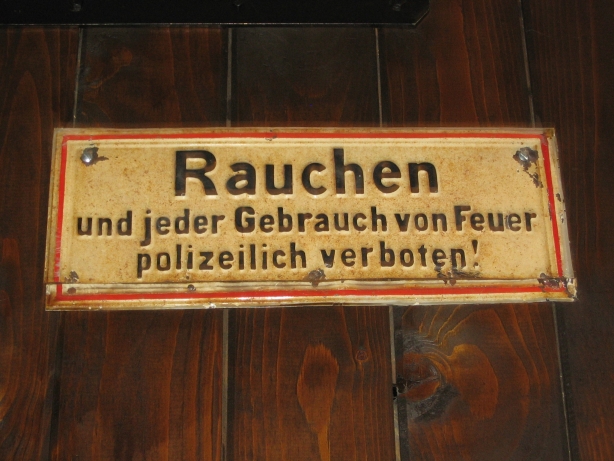 Rauchen
und jeder Gebrauch von Feuer
polizeilich verboten!